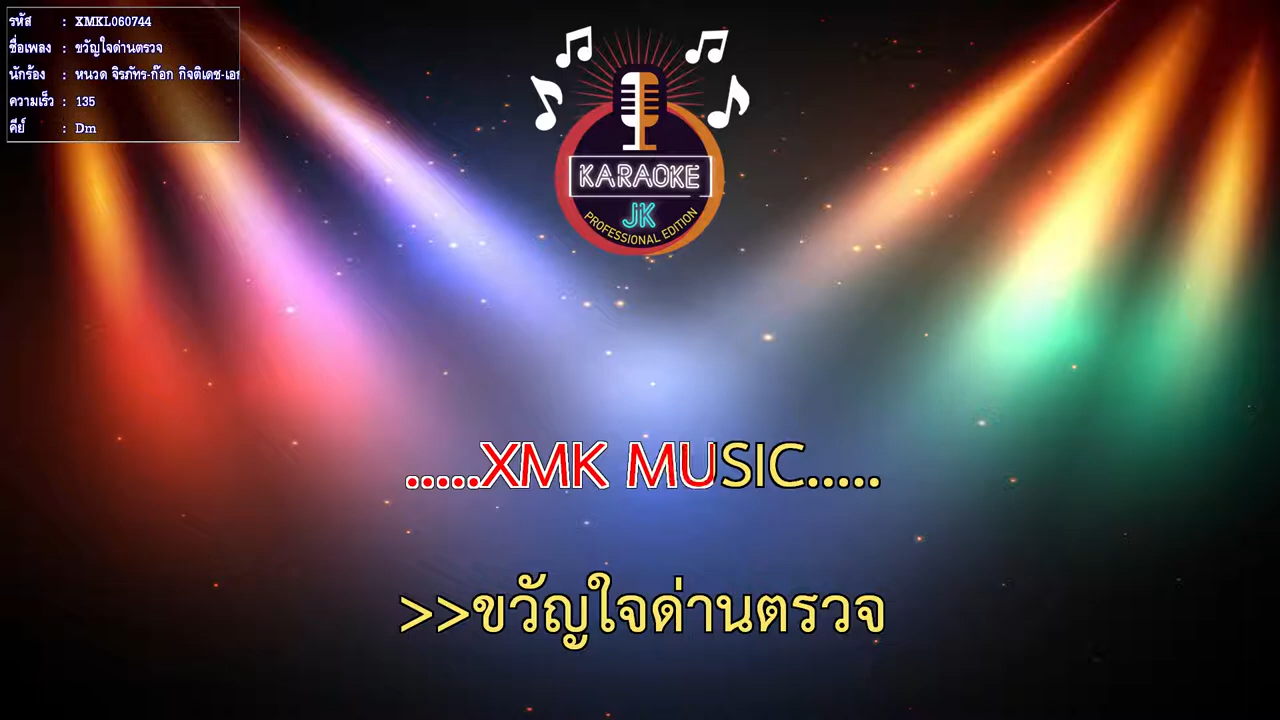 รหัส : XMKL060744
ชื่อเพลง : ขวัญใจด่านตรวจ
นักร้อง : หนวด จิรภัทร-ก๊อก กิจติเดช-เอ
ความเร็ว : 135
คีย์ : Dm
KARAOKE
JK
PROFESSIONAL EDITION
.....XMK MUSIC.....
>>ขวัญใจด่านตรวจ